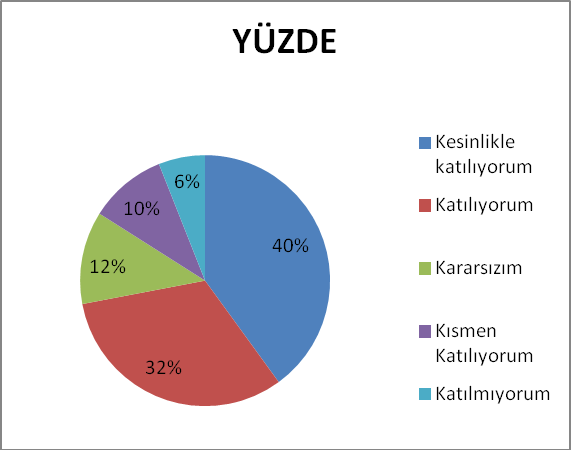 YÜZDE
6%
10%
40%
12%
32%
Kesinlikle
katılıyorum
Katılıyorum
Kararsızım
Kısmen
Katılıyorum
Katılmıyorum